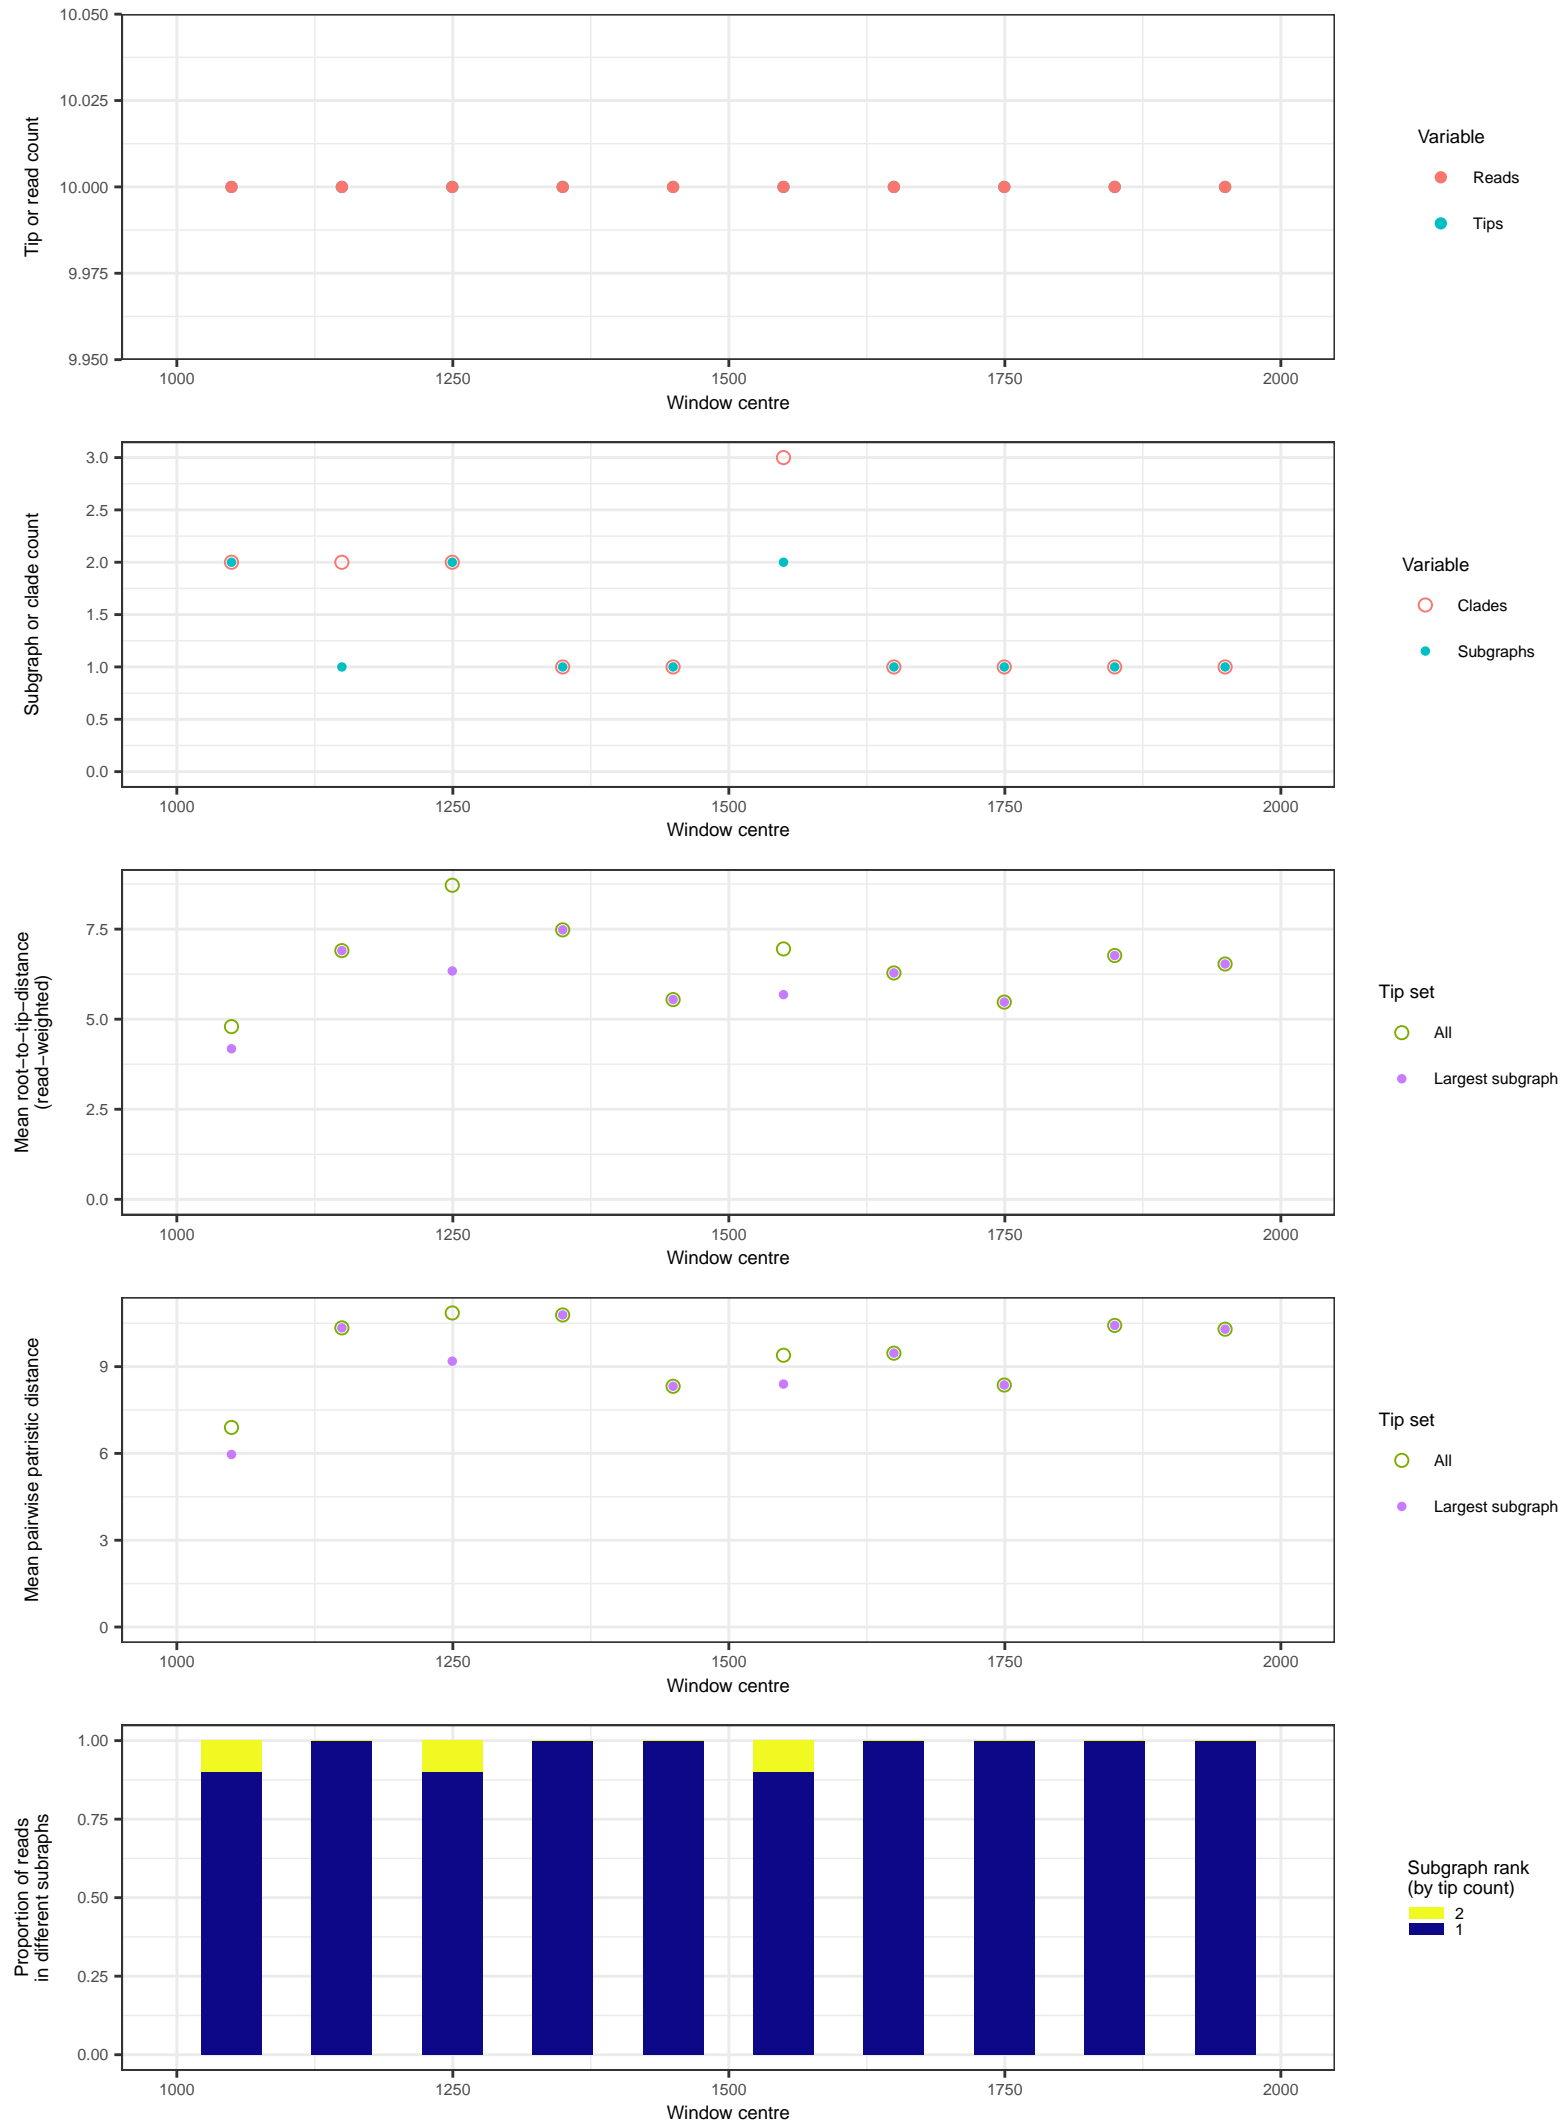 10.050
10.025
10.000
9.975
9.950
Tip or read count
1000 1250 1500 1750 2000
Window centre
Variable
Reads
Tips
3.0
2.5
2.0
1.5
1.0
0.5
0.0
Subgraph or clade count
1000 1250 1500 1750 2000
Window centre
Variable
Clades
Subgraphs
7.5
5.0
2.5
0.0
Mean root−to−tip−distance
(read−weighted)
1000 1250 1500 1750 2000
Window centre
Tip set
All
Largest subgraph
9
6
3
0
Mean pairwise patristic distance
1000 1250 1500 1750 2000
Window centre
Tip set
All
Largest subgraph
1.00
0.75
0.50
0.25
0.00
Proportion of reads
in different subraphs
1000 1250 1500 1750 2000
Window centre
Subgraph rank
(by tip count)
2
1